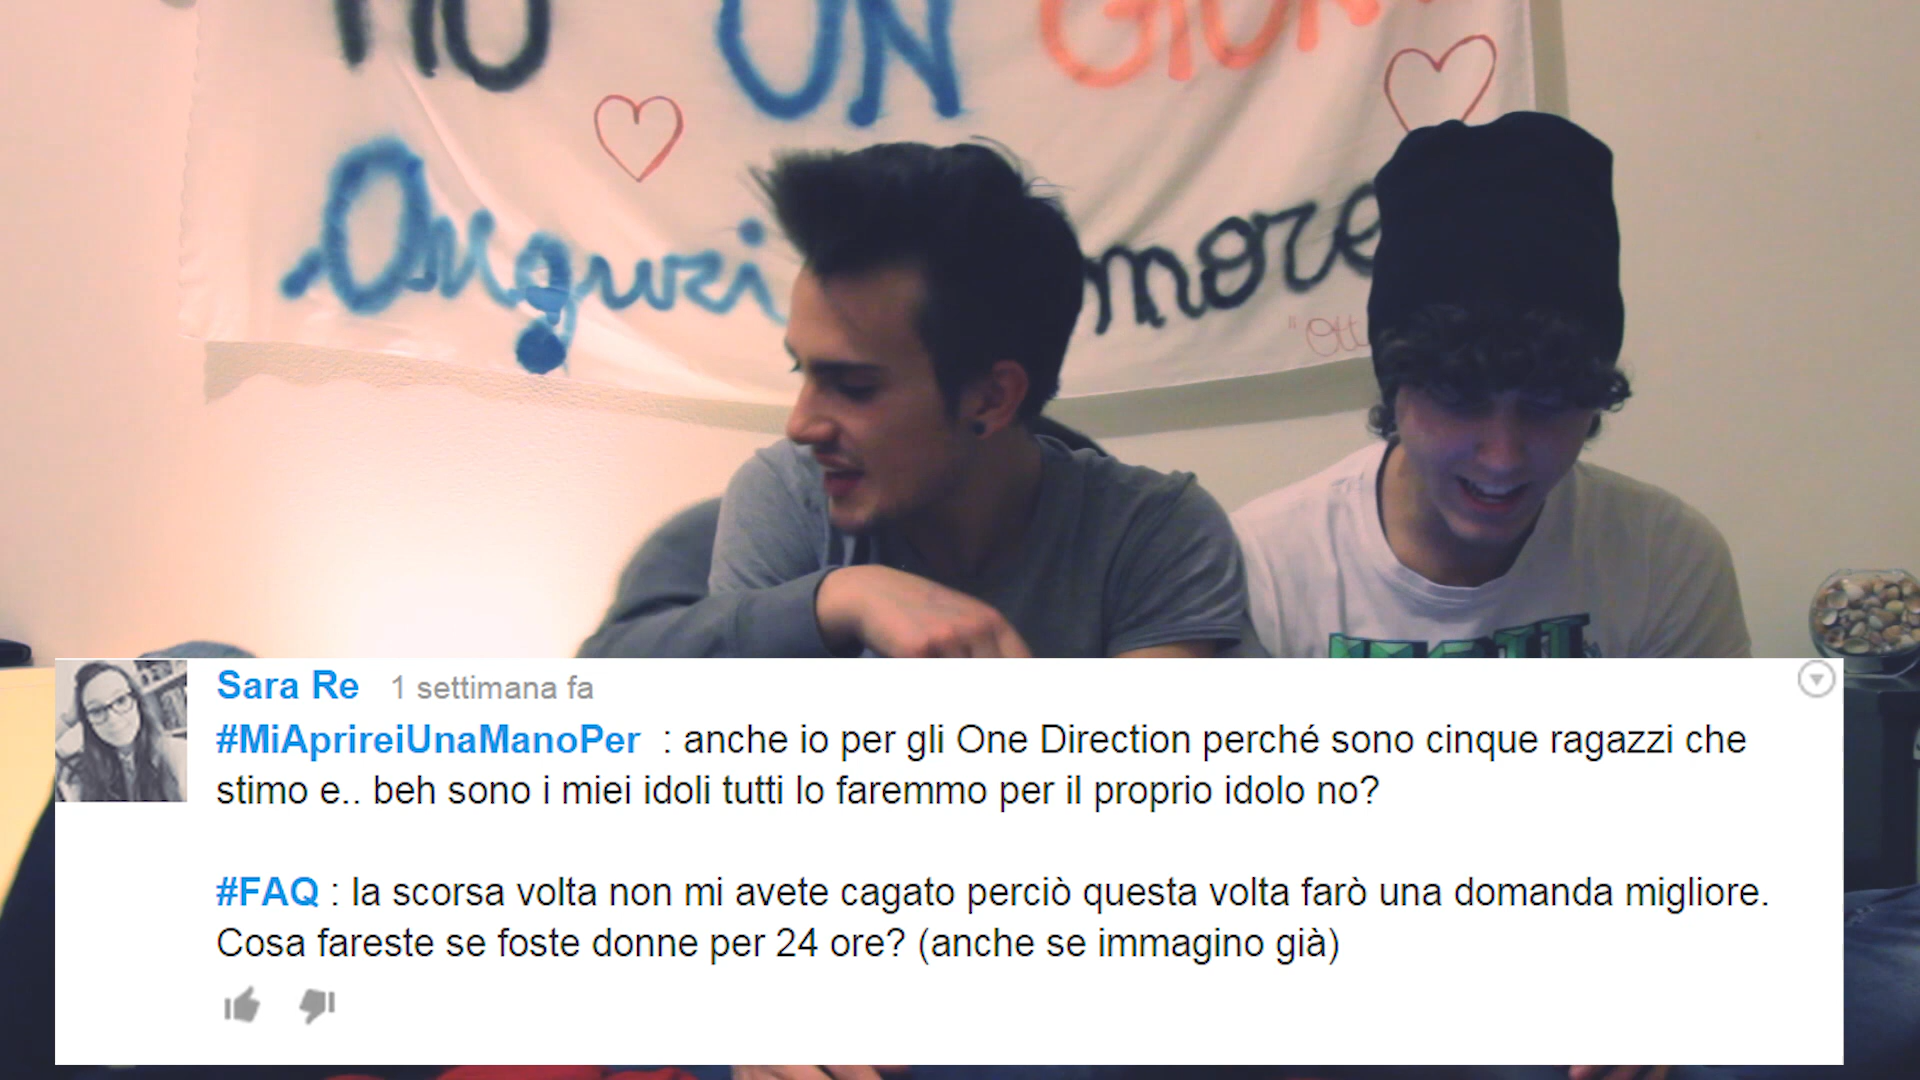 UN
Auguri
more
Sara Re 1 settimana fa
#MiAprireiUnaManoPer : anche io per gli One Direction perché sono cinque ragazzi che
stimo e.. beh sono i miei idoli tutti lo faremmo per il proprio idolo no?
#FAQ : la scorsa volta non mi avete cagato perciò questa volta farò una domanda migliore.
Cosa fareste se foste donne per 24 ore? (anche se immagino già)